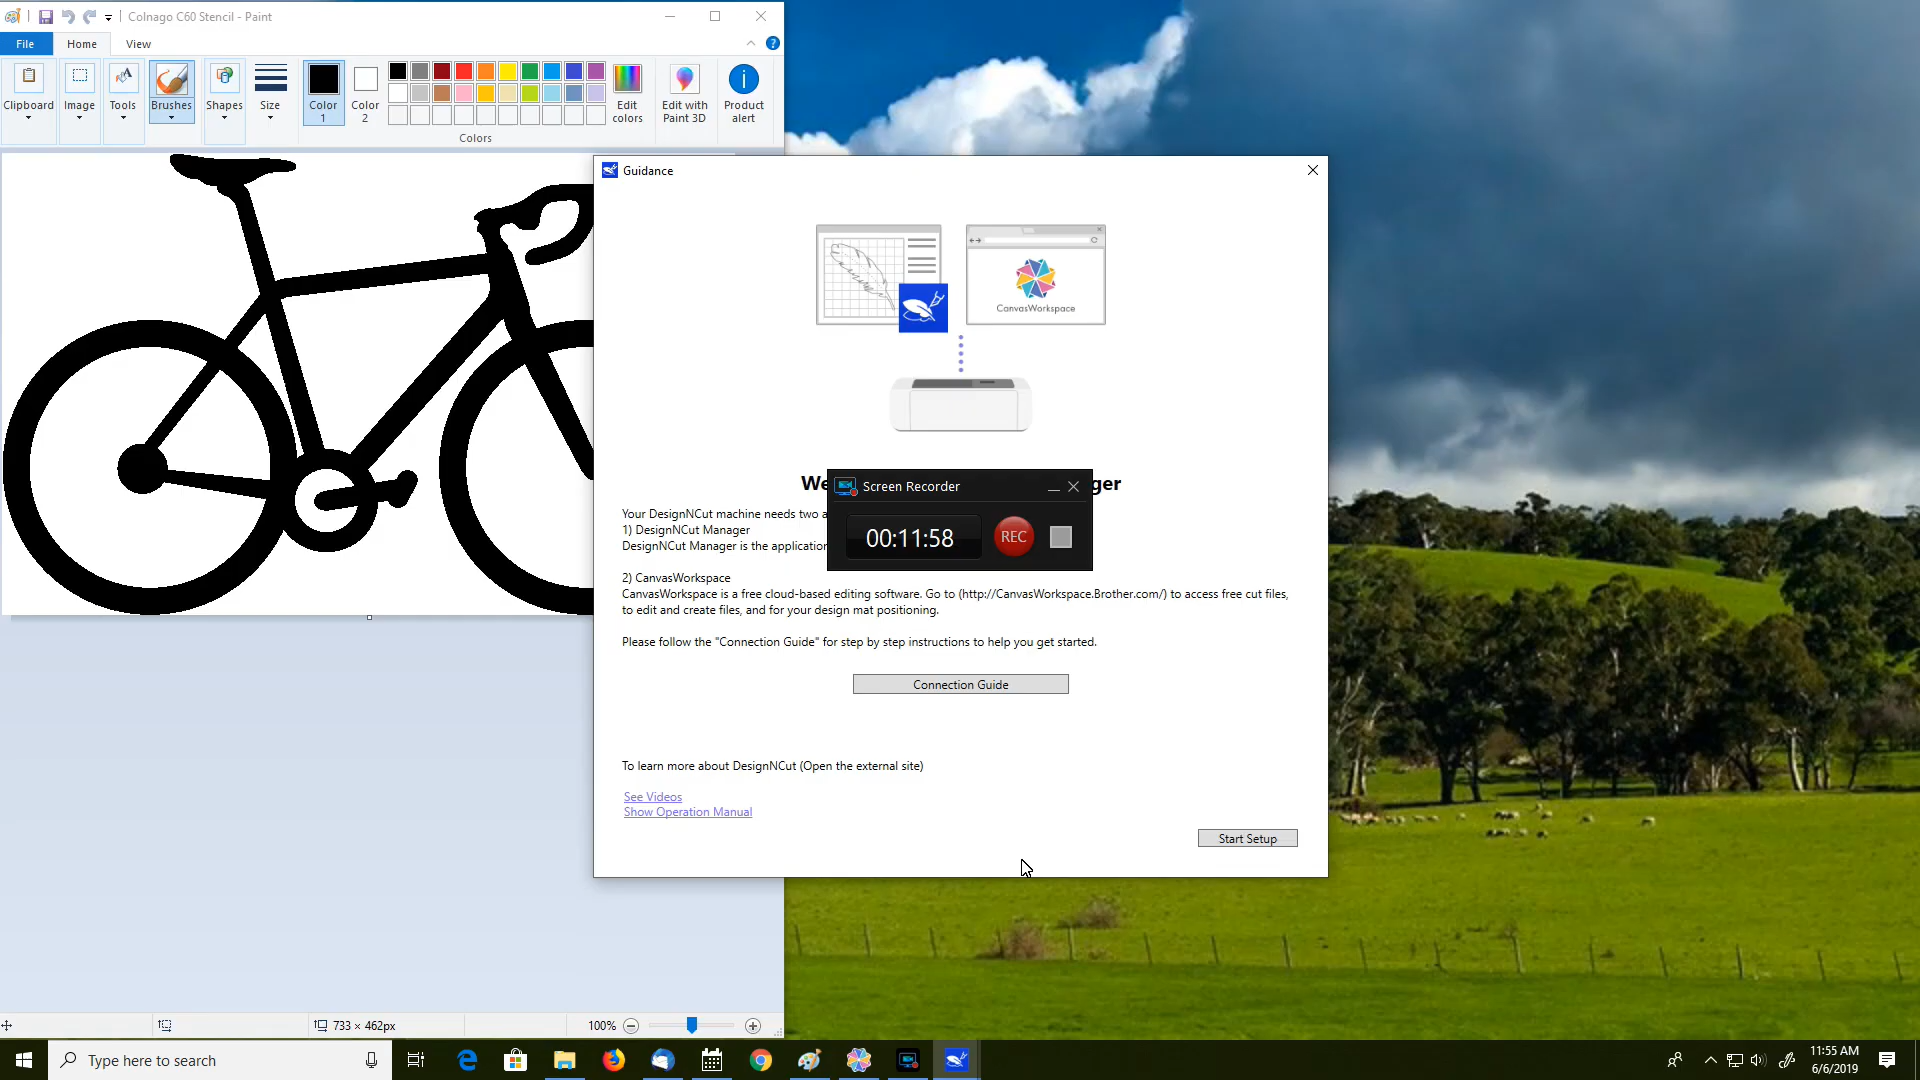 Colnago C60 Stencil - Paint
File
Home
View
Clipboard
Image
Tools
Brushes
Shapes
Size
Color
1
Color
2
Edit
colors
Edit with
Paint 3D
Product
alert
Colors
Guidance
CanvasWorkspace
We
ger
Screen Recorder
00:11:58
REC
Your DesignNCut machine needs two a
1) DesignNCut Manager
DesignNCut Manager is the application
2) CanvasWorkspace
CanvasWorkspace is a free cloud-based editing software. Go to (http://CanvasWorkspace.Brother.com/) to access free cut files,
to edit and create files, and for your design mat positioning.
Please follow the "Connection Guide" for step by step instructions to help you get started.
Connection Guide
To learn more about DesignNCut (Open the external site)
See Videos
Show Operation Manual
Start Setup
733 × 462px
100%
Type here to search
11:55 AM
6/6/2019